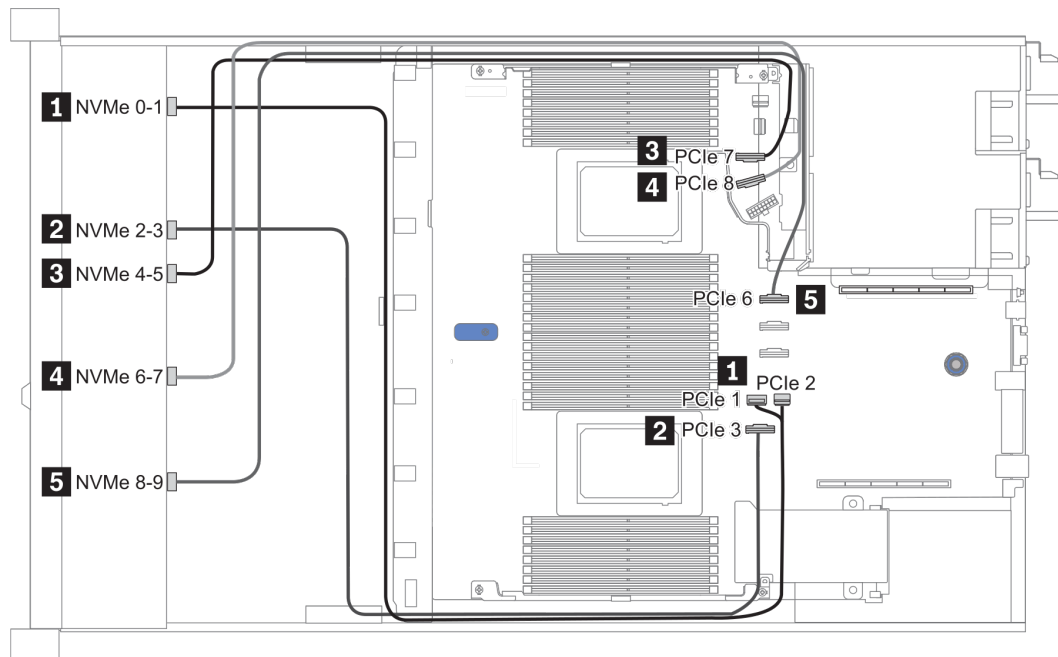 1 NVMe 0-1
2 NVMe 2-3
3 NVMe 4-5
4 NVMe 6-7
5 NVMe 8-9
3 PCIe 7
4 PCIe 8
PCIe 6 5
1
PCIe 1 PCIe 2
2 PCIe 3